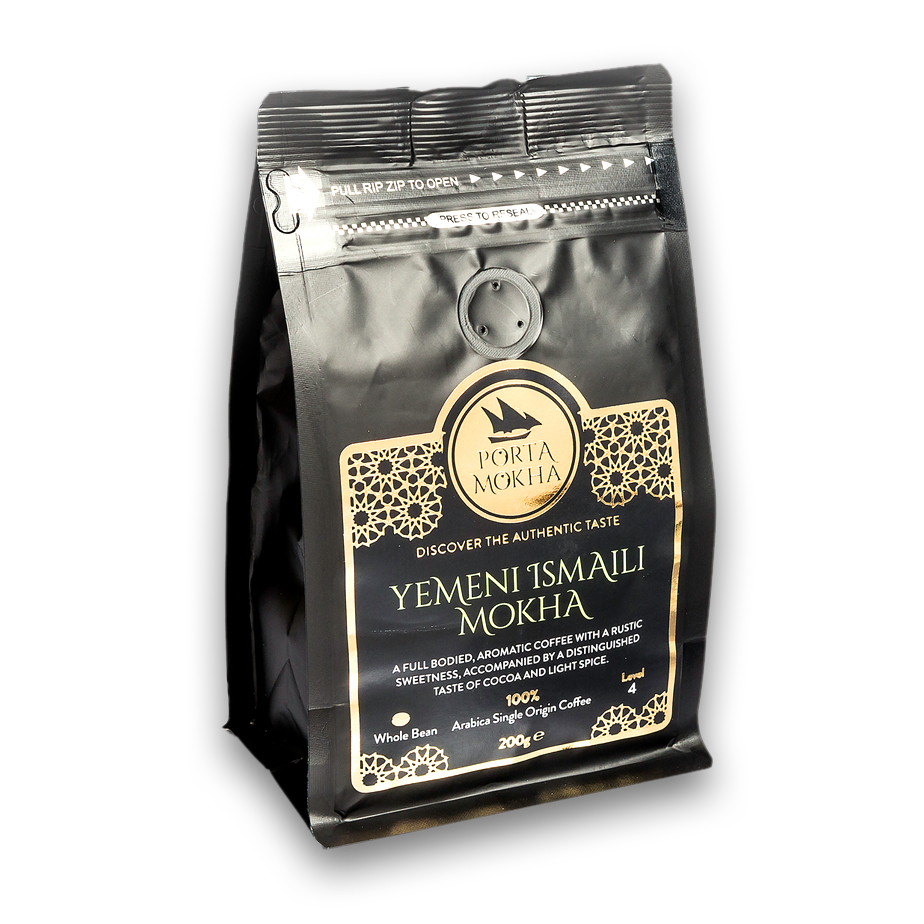 PULL RIP ZIP TO OPEN
PRESS TO RESEAL
PORTA
MOKHA
DISCOVER THE AUTHENTIC TASTE
YEMENI ISMAILI
MOKHA
A FULL BODIED, AROMATIC COFFEE WITH A RUSTIC
SWEETNESS, ACCOMPANIED BY A DISTINGUISHED
TASTE OF COCOA AND LIGHT SPICE.
100%
Arabica Single Origin Coffee
Whole Bean
Level
4
200g ℮